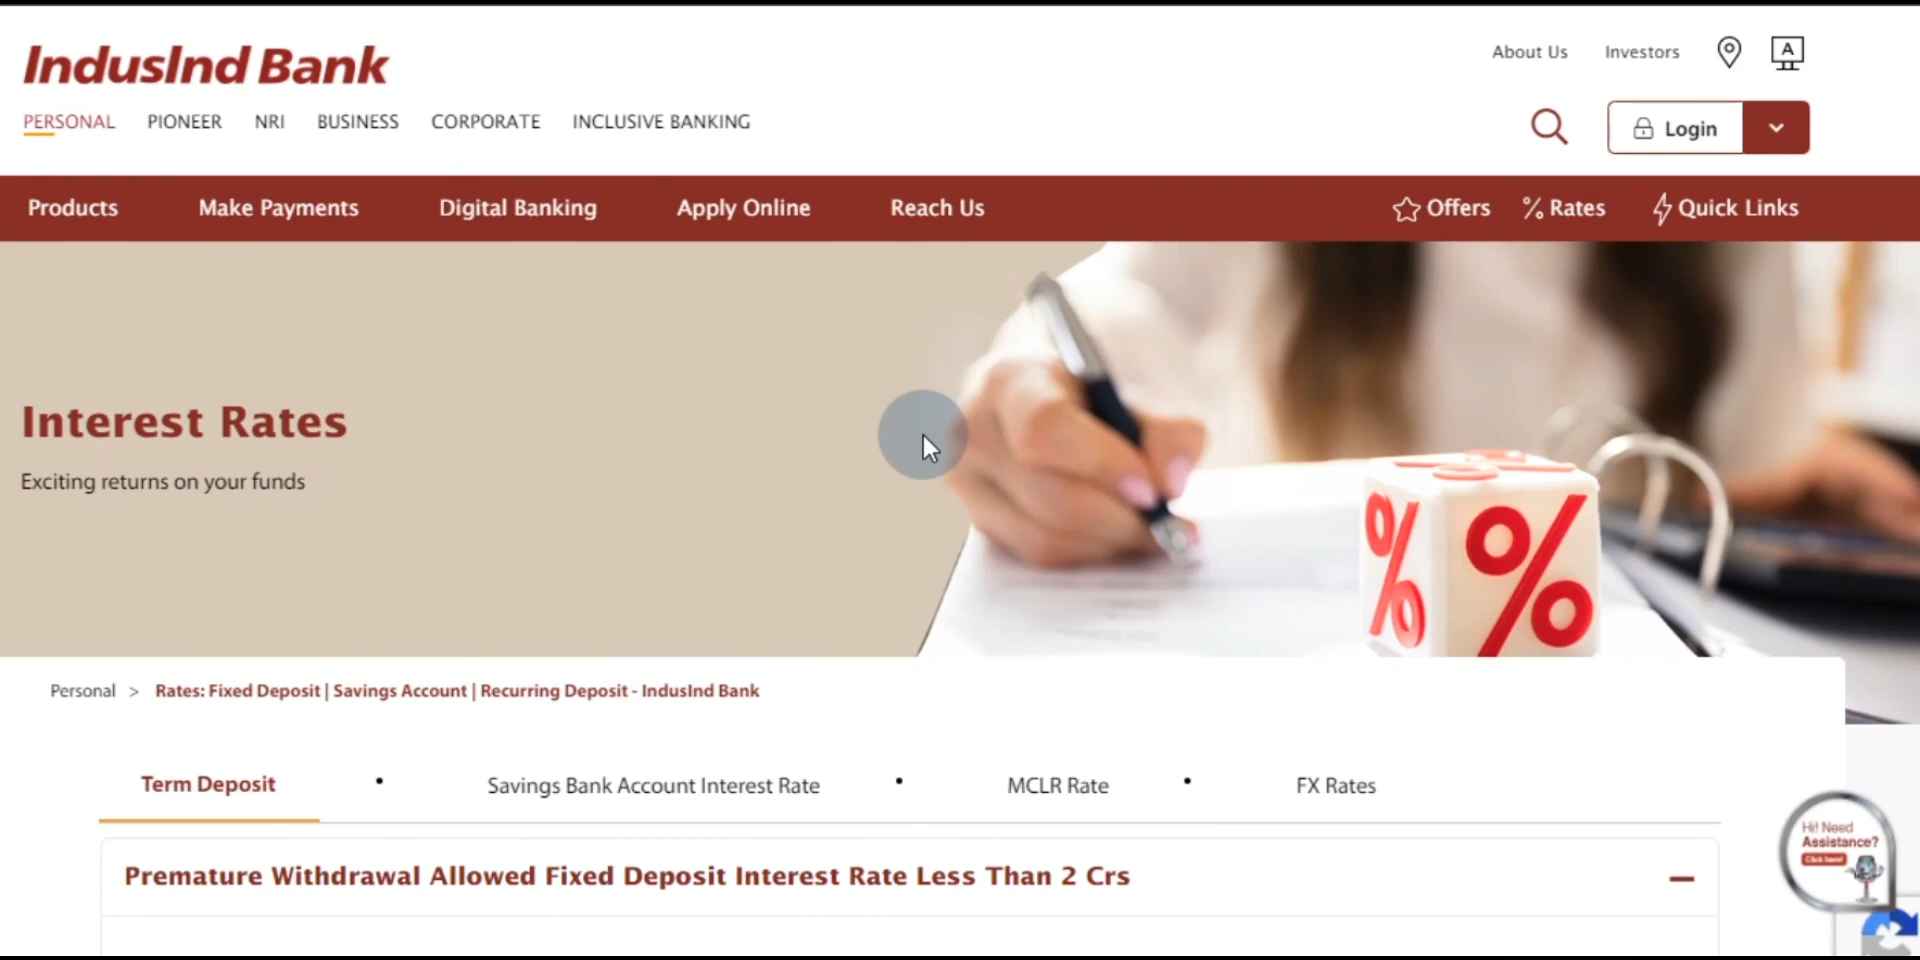 IndusInd Bank
About Us Investors A
PERSONAL PIONEER NRI BUSINESS CORPORATE INCLUSIVE BANKING
Login
Products Make Payments Digital Banking Apply Online Reach Us Offers % Rates Quick Links
Interest Rates
Exciting returns on your funds
% %
Personal > Rates: Fixed Deposit | Savings Account | Recurring Deposit - IndusInd Bank
Term Deposit • Savings Bank Account Interest Rate • MCLR Rate • FX Rates
Hi! Need
Assistance?
Click here!
Premature Withdrawal Allowed Fixed Deposit Interest Rate Less Than 2 Crs